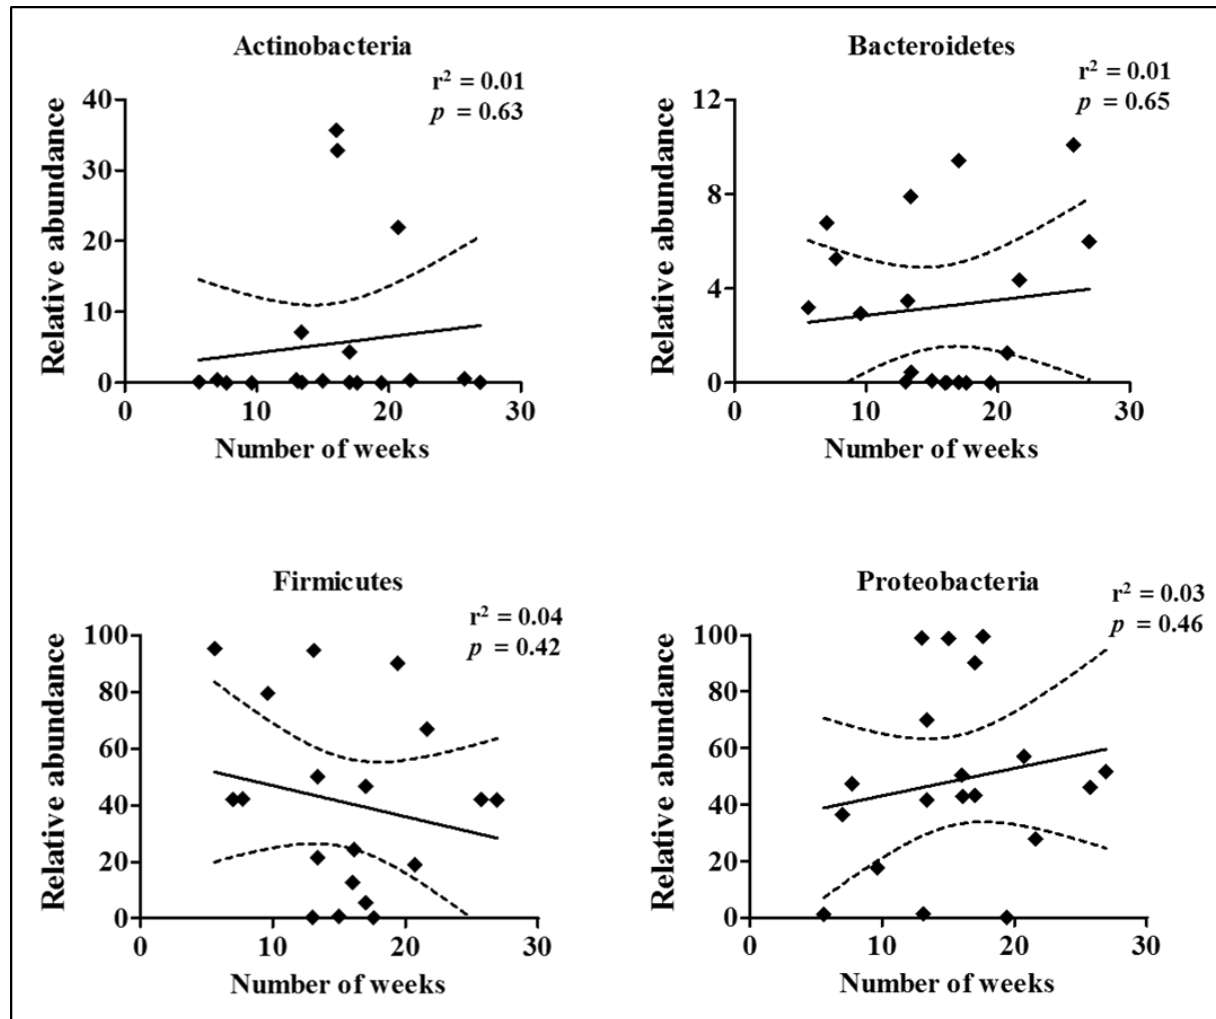 Actinobacteria
r² = 0.01
p = 0.63
Relative abundance
40
30
20
10
0
0 10 20 30
Number of weeks
Bacteroidetes
r² = 0.01
p = 0.65
Relative abundance
12
8
4
0
0 10 20 30
Number of weeks
Firmicutes
r² = 0.04
p = 0.42
Relative abundance
100
80
60
40
20
0
0 10 20 30
Number of weeks
Proteobacteria
r² = 0.03
p = 0.46
Relative abundance
100
80
60
40
20
0
0 10 20 30
Number of weeks